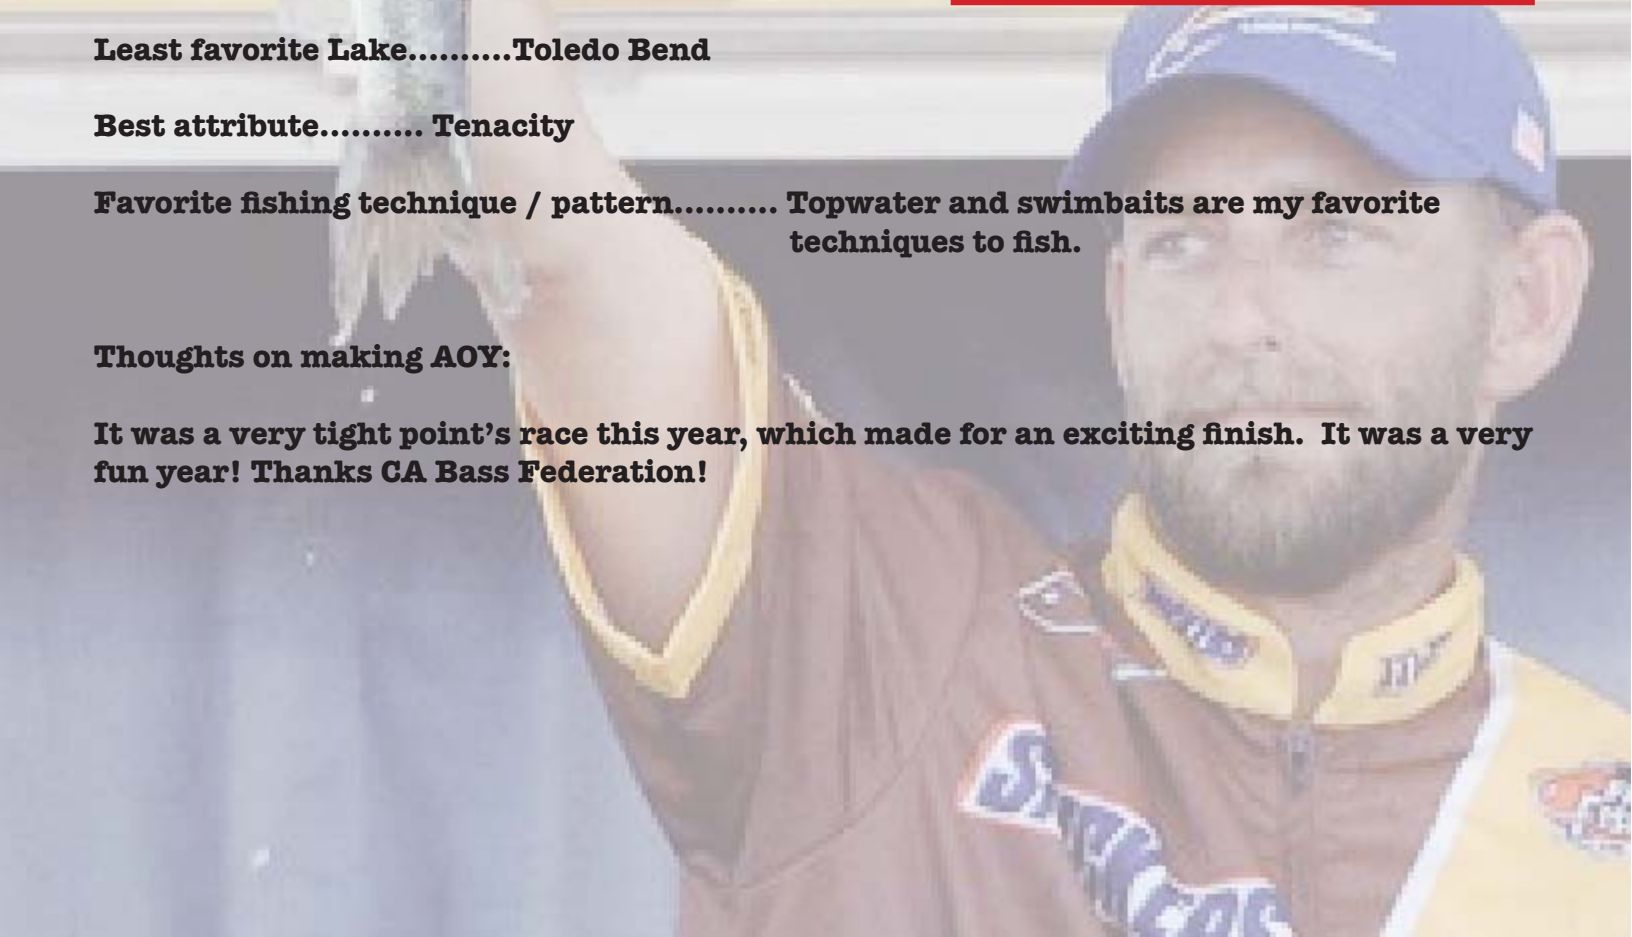 Least favorite Lake..........Toledo Bend
Best attribute.......... Tenacity
Favorite fishing technique / pattern.......... Topwater and swimbaits are my favorite
techniques to fish.
Thoughts on making AOY:
It was a very tight point’s race this year, which made for an exciting finish.  It was a very
fun year! Thanks CA Bass Federation!